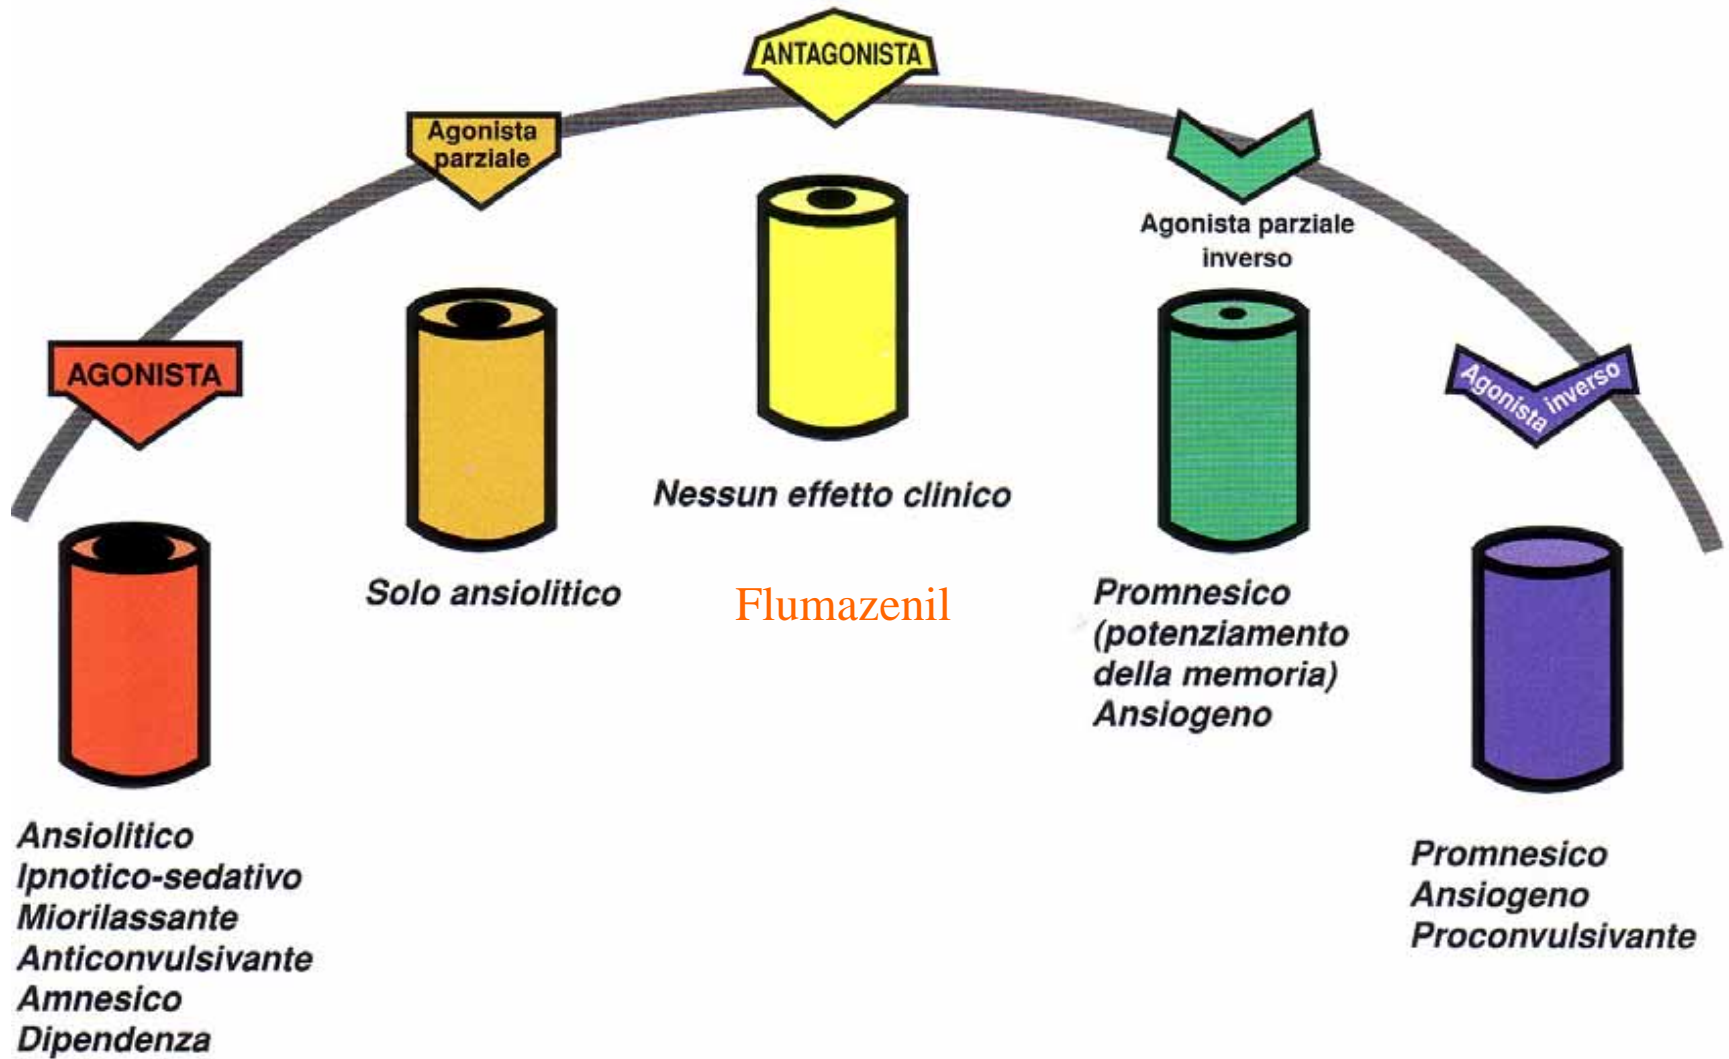 ANTAGONISTA
Agonista
parziale
Agonista parziale
inverso
AGONISTA
Agonista inverso
Nessun effetto clinico
Solo ansiolitico
Flumazenil
Promnesico
(potenziamento
della memoria)
Ansiogeno
Ansiolitico
Ipnotico-sedativo
Miorilassante
Anticonvulsivante
Amnesico
Dipendenza
Promnesico
Ansiogeno
Proconvulsivante